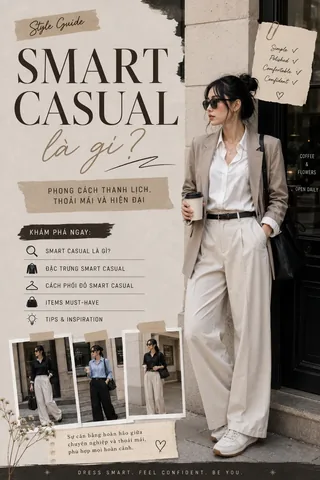 Style Guide
SMART
CASUAL
là gì?
PHONG CÁCH THANH LỊCH,
THOẢI MÁI VÀ HIỆN ĐẠI
KHÁM PHÁ NGAY:
SMART CASUAL LÀ GÌ?
ĐẶC TRƯNG SMART CASUAL
CÁCH PHỐI ĐỒ SMART CASUAL
ITEMS MUST-HAVE
TIPS & INSPIRATION
Simple ✓
Polished ✓
Comfortable ✓
Confident ✓
COFFEE
&
FLOWERS
OPEN DAILY
Sự cân bằng hoàn hảo giữa
chuyên nghiệp và thoải mái,
phù hợp mọi hoàn cảnh.
DRESS SMART. FEEL CONFIDENT. BE YOU.